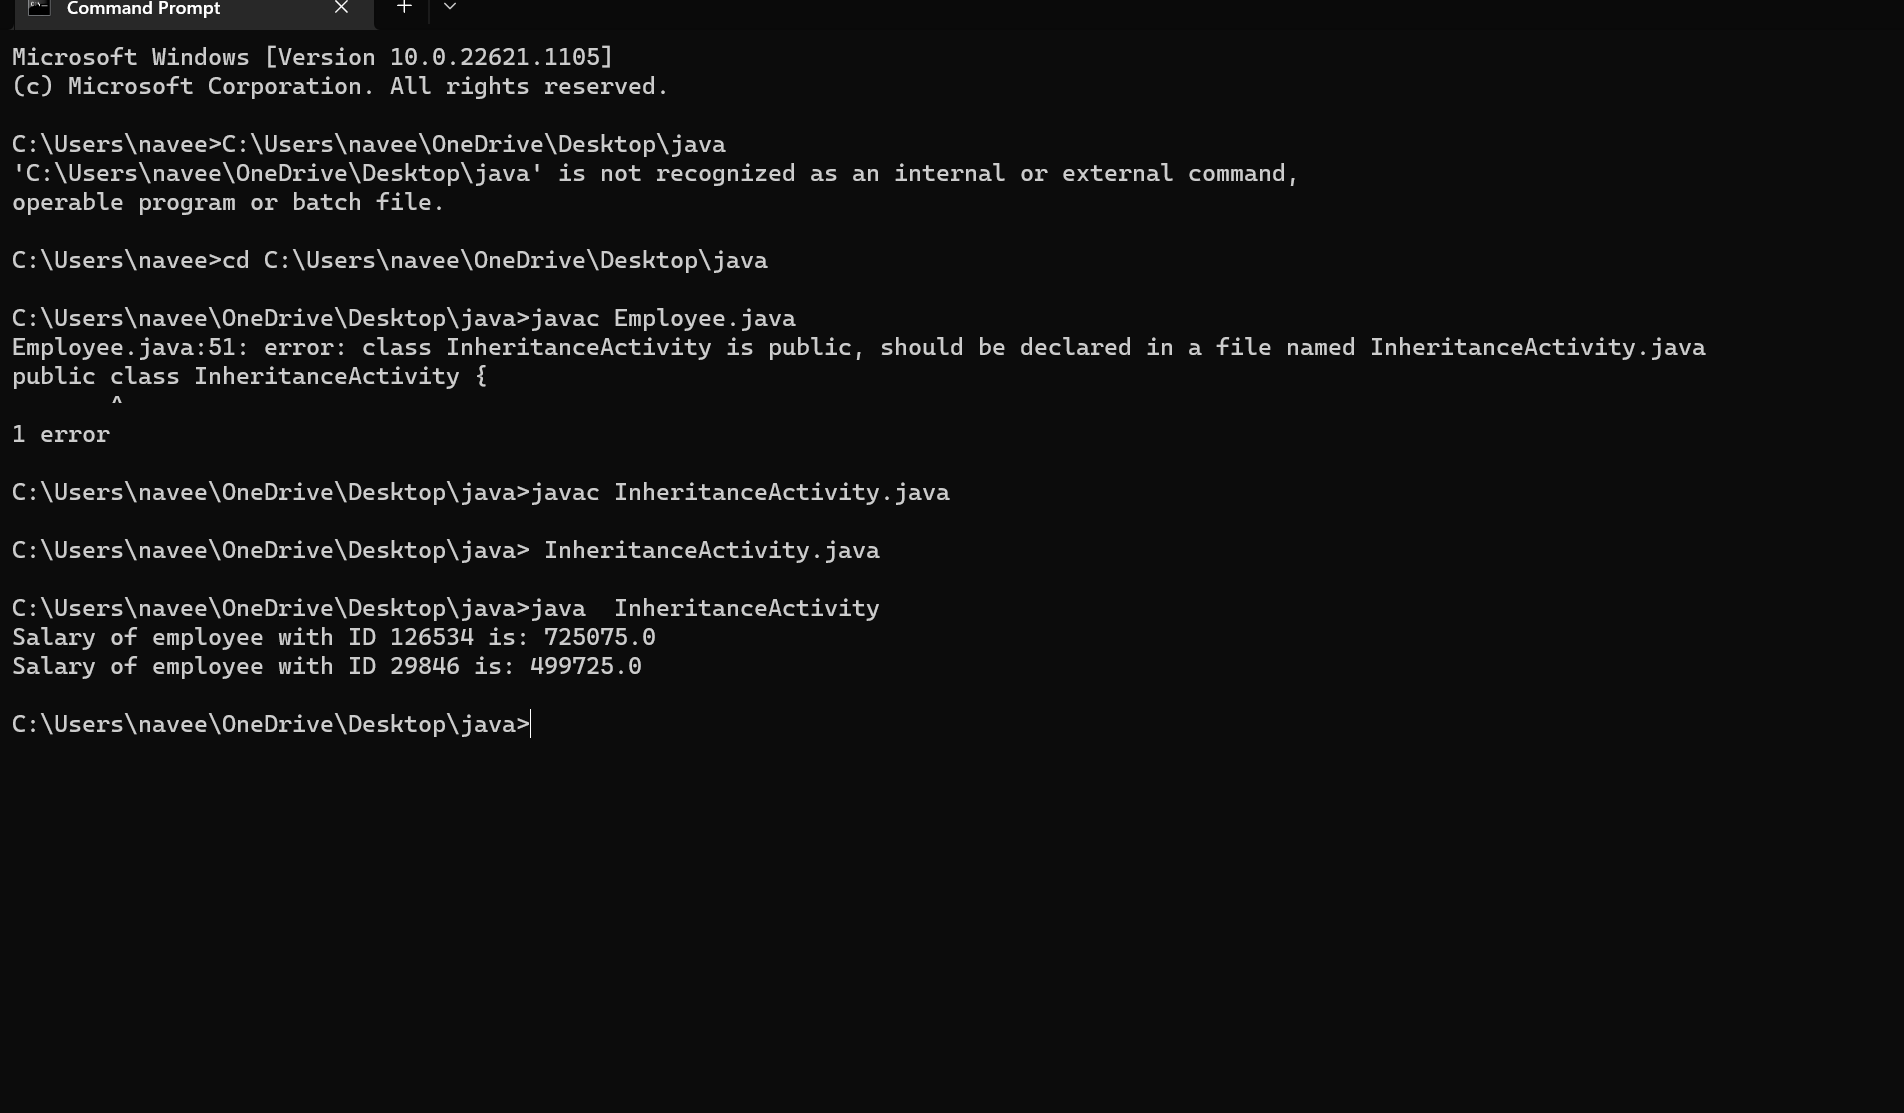 Command Prompt
Microsoft Windows [Version 10.0.22621.1105]
(c) Microsoft Corporation. All rights reserved.
C:\Users\navee>C:\Users\navee\OneDrive\Desktop\java
'C:\Users\navee\OneDrive\Desktop\java' is not recognized as an internal or external command,
operable program or batch file.
C:\Users\navee>cd C:\Users\navee\OneDrive\Desktop\java
C:\Users\navee\OneDrive\Desktop\java>javac Employee.java
Employee.java:51: error: class InheritanceActivity is public, should be declared in a file named InheritanceActivity.java
public class InheritanceActivity {
       ^
1 error
C:\Users\navee\OneDrive\Desktop\java>javac InheritanceActivity.java
C:\Users\navee\OneDrive\Desktop\java> InheritanceActivity.java
C:\Users\navee\OneDrive\Desktop\java>java  InheritanceActivity
Salary of employee with ID 126534 is: 725075.0
Salary of employee with ID 29846 is: 499725.0
C:\Users\navee\OneDrive\Desktop\java>